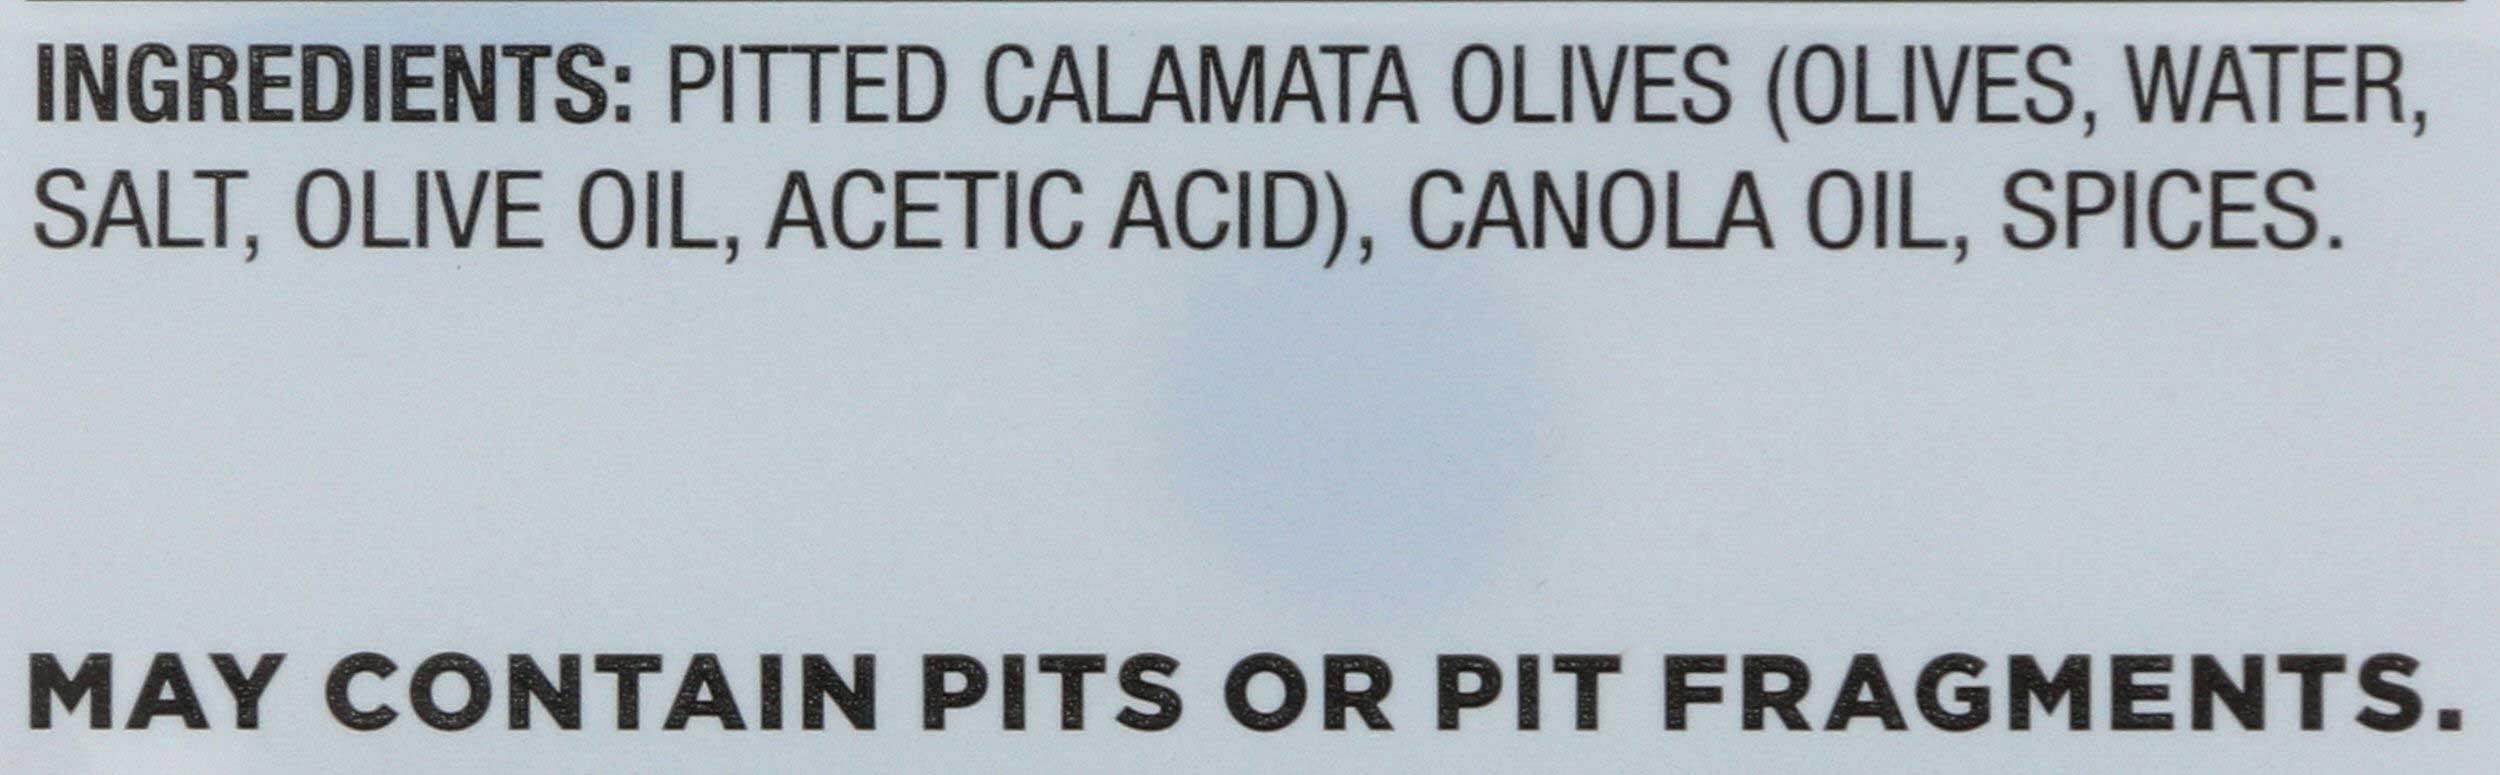 INGREDIENTS: PITTED CALAMATA OLIVES (OLIVES, WATER,
SALT, OLIVE OIL, ACETIC ACID), CANOLA OIL, SPICES.
MAY CONTAIN PITS OR PIT FRAGMENTS.